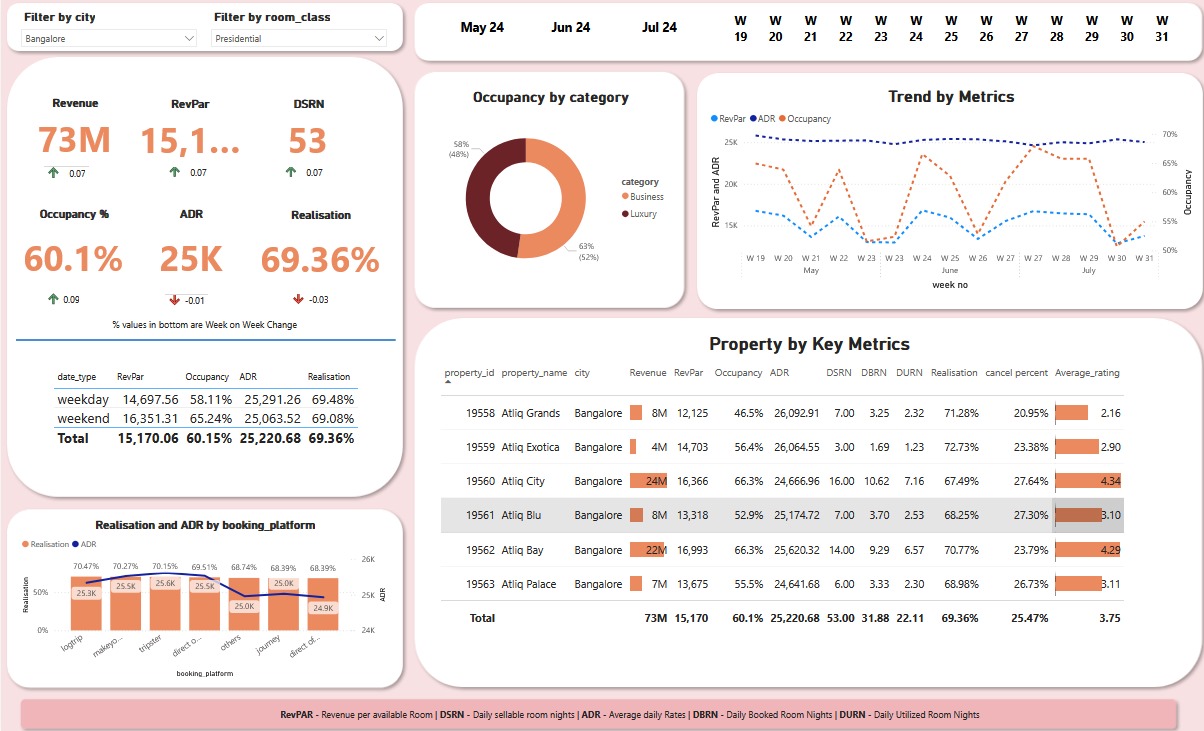 Filter by city
Bangalore
Filter by room_class
Presidential
May 24 Jun 24 Jul 24
W 19 W 20 W 21 W 22 W 23 W 24 W 25 W 26 W 27 W 28 W 29 W 30 W 31
Revenue RevPar DSRN
73M 15,1... 53
0.07 0.07 0.07
Occupancy % ADR Realisation
60.1% 25K 69.36%
0.09 -0.01 -0.03
% values in bottom are Week on Week Change
date_type RevPar Occupancy ADR Realisation
weekday 14,697.56 58.11% 25,291.26 69.48%
weekend 16,351.31 65.24% 25,063.52 69.08%
Total 15,170.06 60.15% 25,220.68 69.36%
Realisation and ADR by booking_platform
Realisation ADR
70.47% 70.27% 70.15% 69.51% 68.74% 68.39% 68.39%
25.3K 25.5K 25.6K 25.5K 25.0K 25.0K 24.9K
Realisation
50%
0%
26K
25K
24K
ADR
logtrip makeyo... tripster direct o... others journey direct of...
booking_platform
Occupancy by category
58%
(48%)
63%
(52%)
category
Business
Luxury
Trend by Metrics
RevPar ADR Occupancy
RevPar and ADR
25K
20K
15K
70%
65%
60%
55%
50%
Occupancy
W 19 W 20 W 21 W 22 W 23 W 23 W 24 W 25 W 26 W 27 W 27 W 28 W 29 W 30 W 31
May June July
week no
Property by Key Metrics
property_id property_name city Revenue RevPar Occupancy ADR DSRN DBRN DURN Realisation cancel percent Average_rating
19558 Atliq Grands Bangalore 8M 12,125 46.5% 26,092.91 7.00 3.25 2.32 71.28% 20.95% 2.16
19559 Atliq Exotica Bangalore 4M 14,703 56.4% 26,064.55 3.00 1.69 1.23 72.73% 23.38% 2.90
19560 Atliq City Bangalore 24M 16,366 66.3% 24,666.96 16.00 10.62 7.16 67.49% 27.64% 4.34
19561 Atliq Blu Bangalore 8M 13,318 52.9% 25,174.72 7.00 3.70 2.53 68.25% 27.30% 3.10
19562 Atliq Bay Bangalore 22M 16,993 66.3% 25,620.32 14.00 9.29 6.57 70.77% 23.79% 4.29
19563 Atliq Palace Bangalore 7M 13,675 55.5% 24,641.68 6.00 3.33 2.30 68.98% 26.73% 3.11
Total 73M 15,170 60.1% 25,220.68 53.00 31.88 22.11 69.36% 25.47% 3.75
RevPAR - Revenue per available Room | DSRN - Daily sellable room nights | ADR - Average daily Rates | DBRN - Daily Booked Room Nights | DURN - Daily Utilized Room Nights